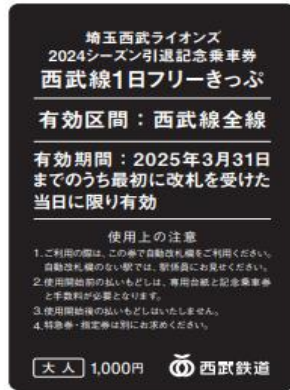 埼玉西武ライオンズ
2024シーズン引退記念乗車券
西武線1日フリーきっぷ
有効区間：西武線全線
有効期間：2025年3月31日
までのうち最初に改札を受けた
当日に限り有効
使用上の注意
1.ご利用の際は、この券で自動改札機をご利用ください。
自動改札機のない駅では、駅係員にお見せください。
2.使用開始前の払いもどしは、専用台紙と記念乗車券
と手数料が必要となります。
3.使用開始後の払いもどしはいたしません。
4.特急券・指定券は別にお求めください。
大人 1,000円 西武鉄道